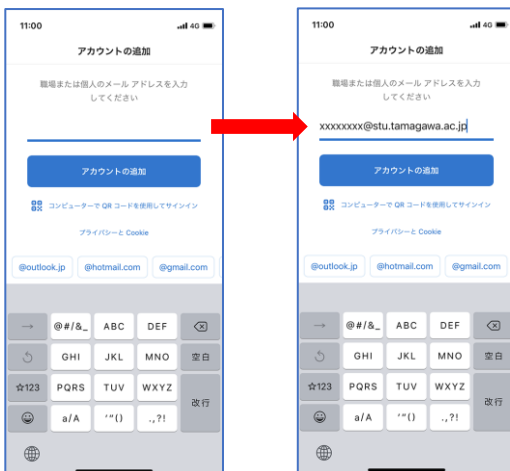 11:00
4G
アカウントの追加
職場または個人のメール アドレスを入力
してください
アカウントの追加
コンピューターで QR コードを使用してサインイン
プライバシーと Cookie
@outlook.jp @hotmail.com @gmail.com
→ @#/&_ ABC DEF
GHI JKL MNO 空白
☆123 PQRS TUV WXYZ
改行
a/A '"() .,?!
11:00
4G
アカウントの追加
職場または個人のメール アドレスを入力
してください
xxxxxxxx@stu.tamagawa.ac.jp
アカウントの追加
コンピューターで QR コードを使用してサインイン
プライバシーと Cookie
@outlook.jp @hotmail.com @gmail.com
→ @#/&_ ABC DEF
GHI JKL MNO 空白
☆123 PQRS TUV WXYZ
改行
a/A '"() .,?!